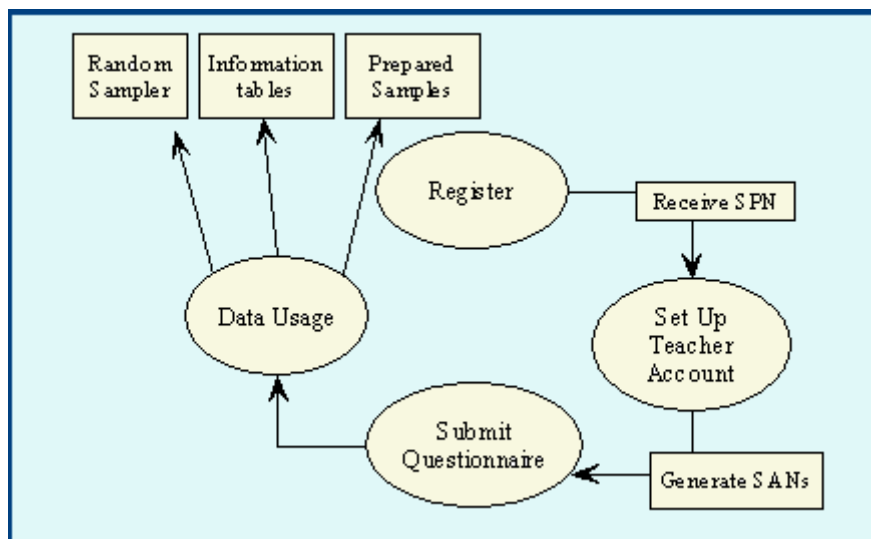 Random
Sampler
Information
tables
Prepared
Samples
Register
Receive SPN
Set Up
Teacher
Account
Generate SANs
Submit
Questionnaire
Data Usage